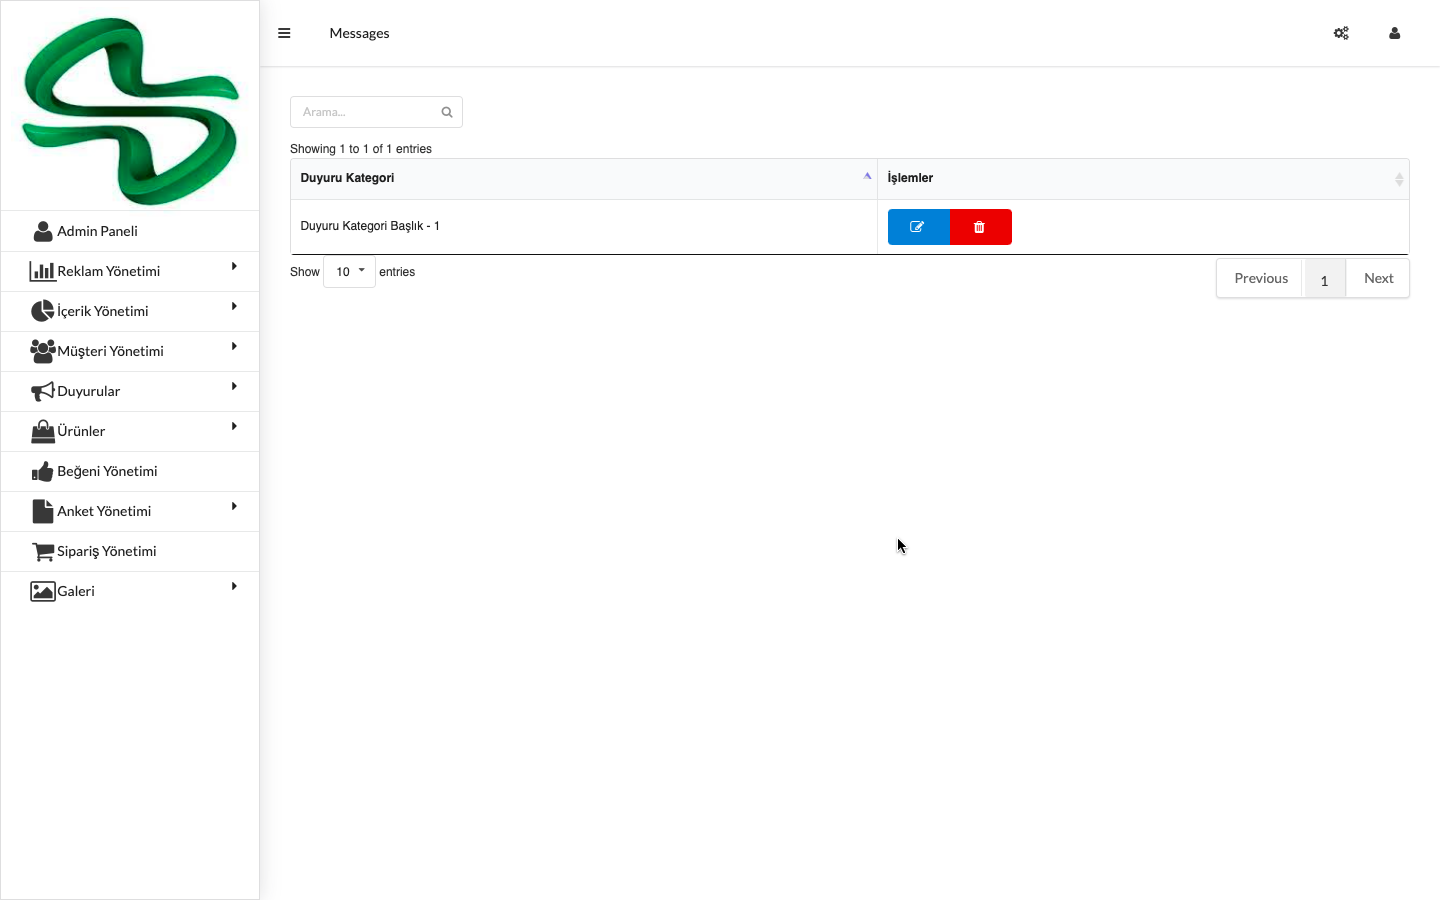 Messages
Arama...
Showing 1 to 1 of 1 entries
Duyuru Kategori
İşlemler
Duyuru Kategori Başlık - 1
Show 10 entries
Previous 1 Next
Admin Paneli
Reklam Yönetimi
İçerik Yönetimi
Müşteri Yönetimi
Duyurular
Ürünler
Beğeni Yönetimi
Anket Yönetimi
Sipariş Yönetimi
Galeri